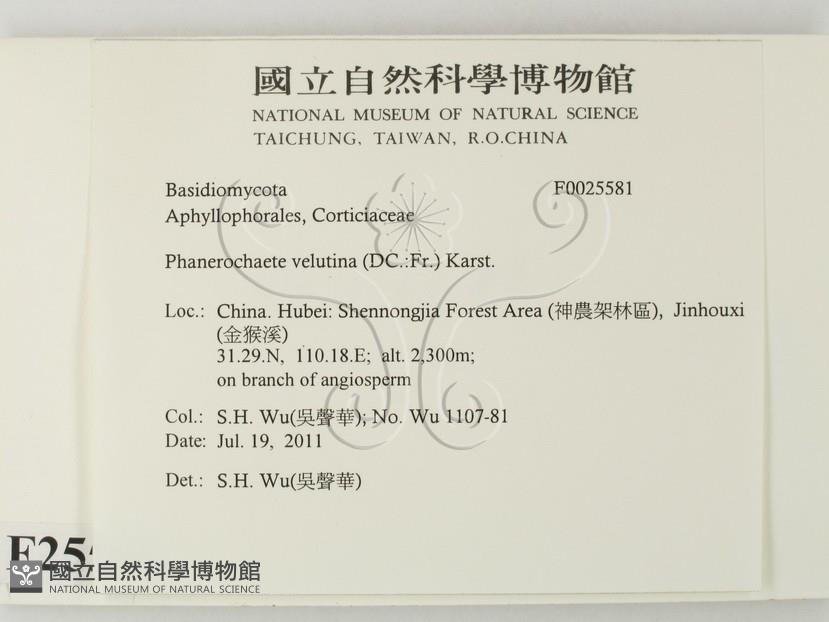 國立自然科學博物館
NATIONAL MUSEUM OF NATURAL SCIENCE
TAICHUNG, TAIWAN, R.O.CHINA
Basidiomycota F0025581
Aphyllophorales, Corticiaceae
Phanerochaete velutina (DC.:Fr.) Karst.
Loc.: China. Hubei: Shennongjia Forest Area (神農架林區), Jinhouxi
(金猴溪)
31.29.N, 110.18.E; alt. 2,300m;
on branch of angiosperm
Col.: S.H. Wu(吳聲華); No. Wu 1107-81
Date: Jul. 19, 2011
Det.: S.H. Wu(吳聲華)
國立自然科學博物館
NATIONAL MUSEUM OF NATURAL SCIENCE